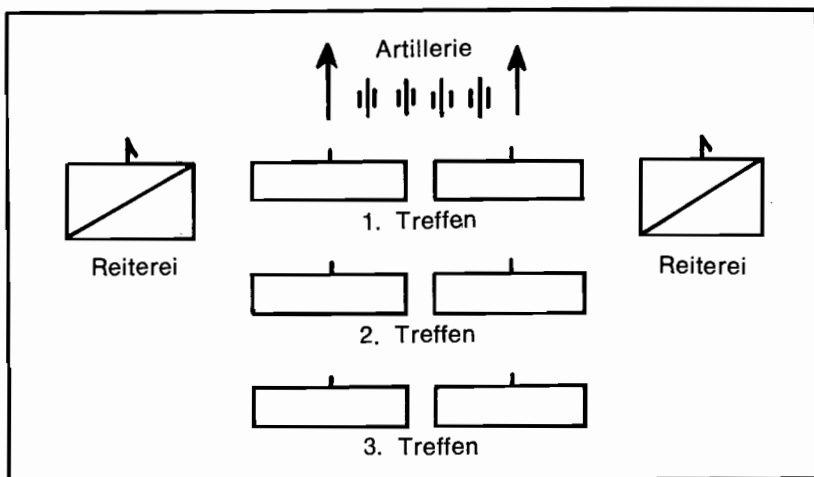 Artillerie
1. Treffen
Reiterei
Reiterei
2. Treffen
3. Treffen